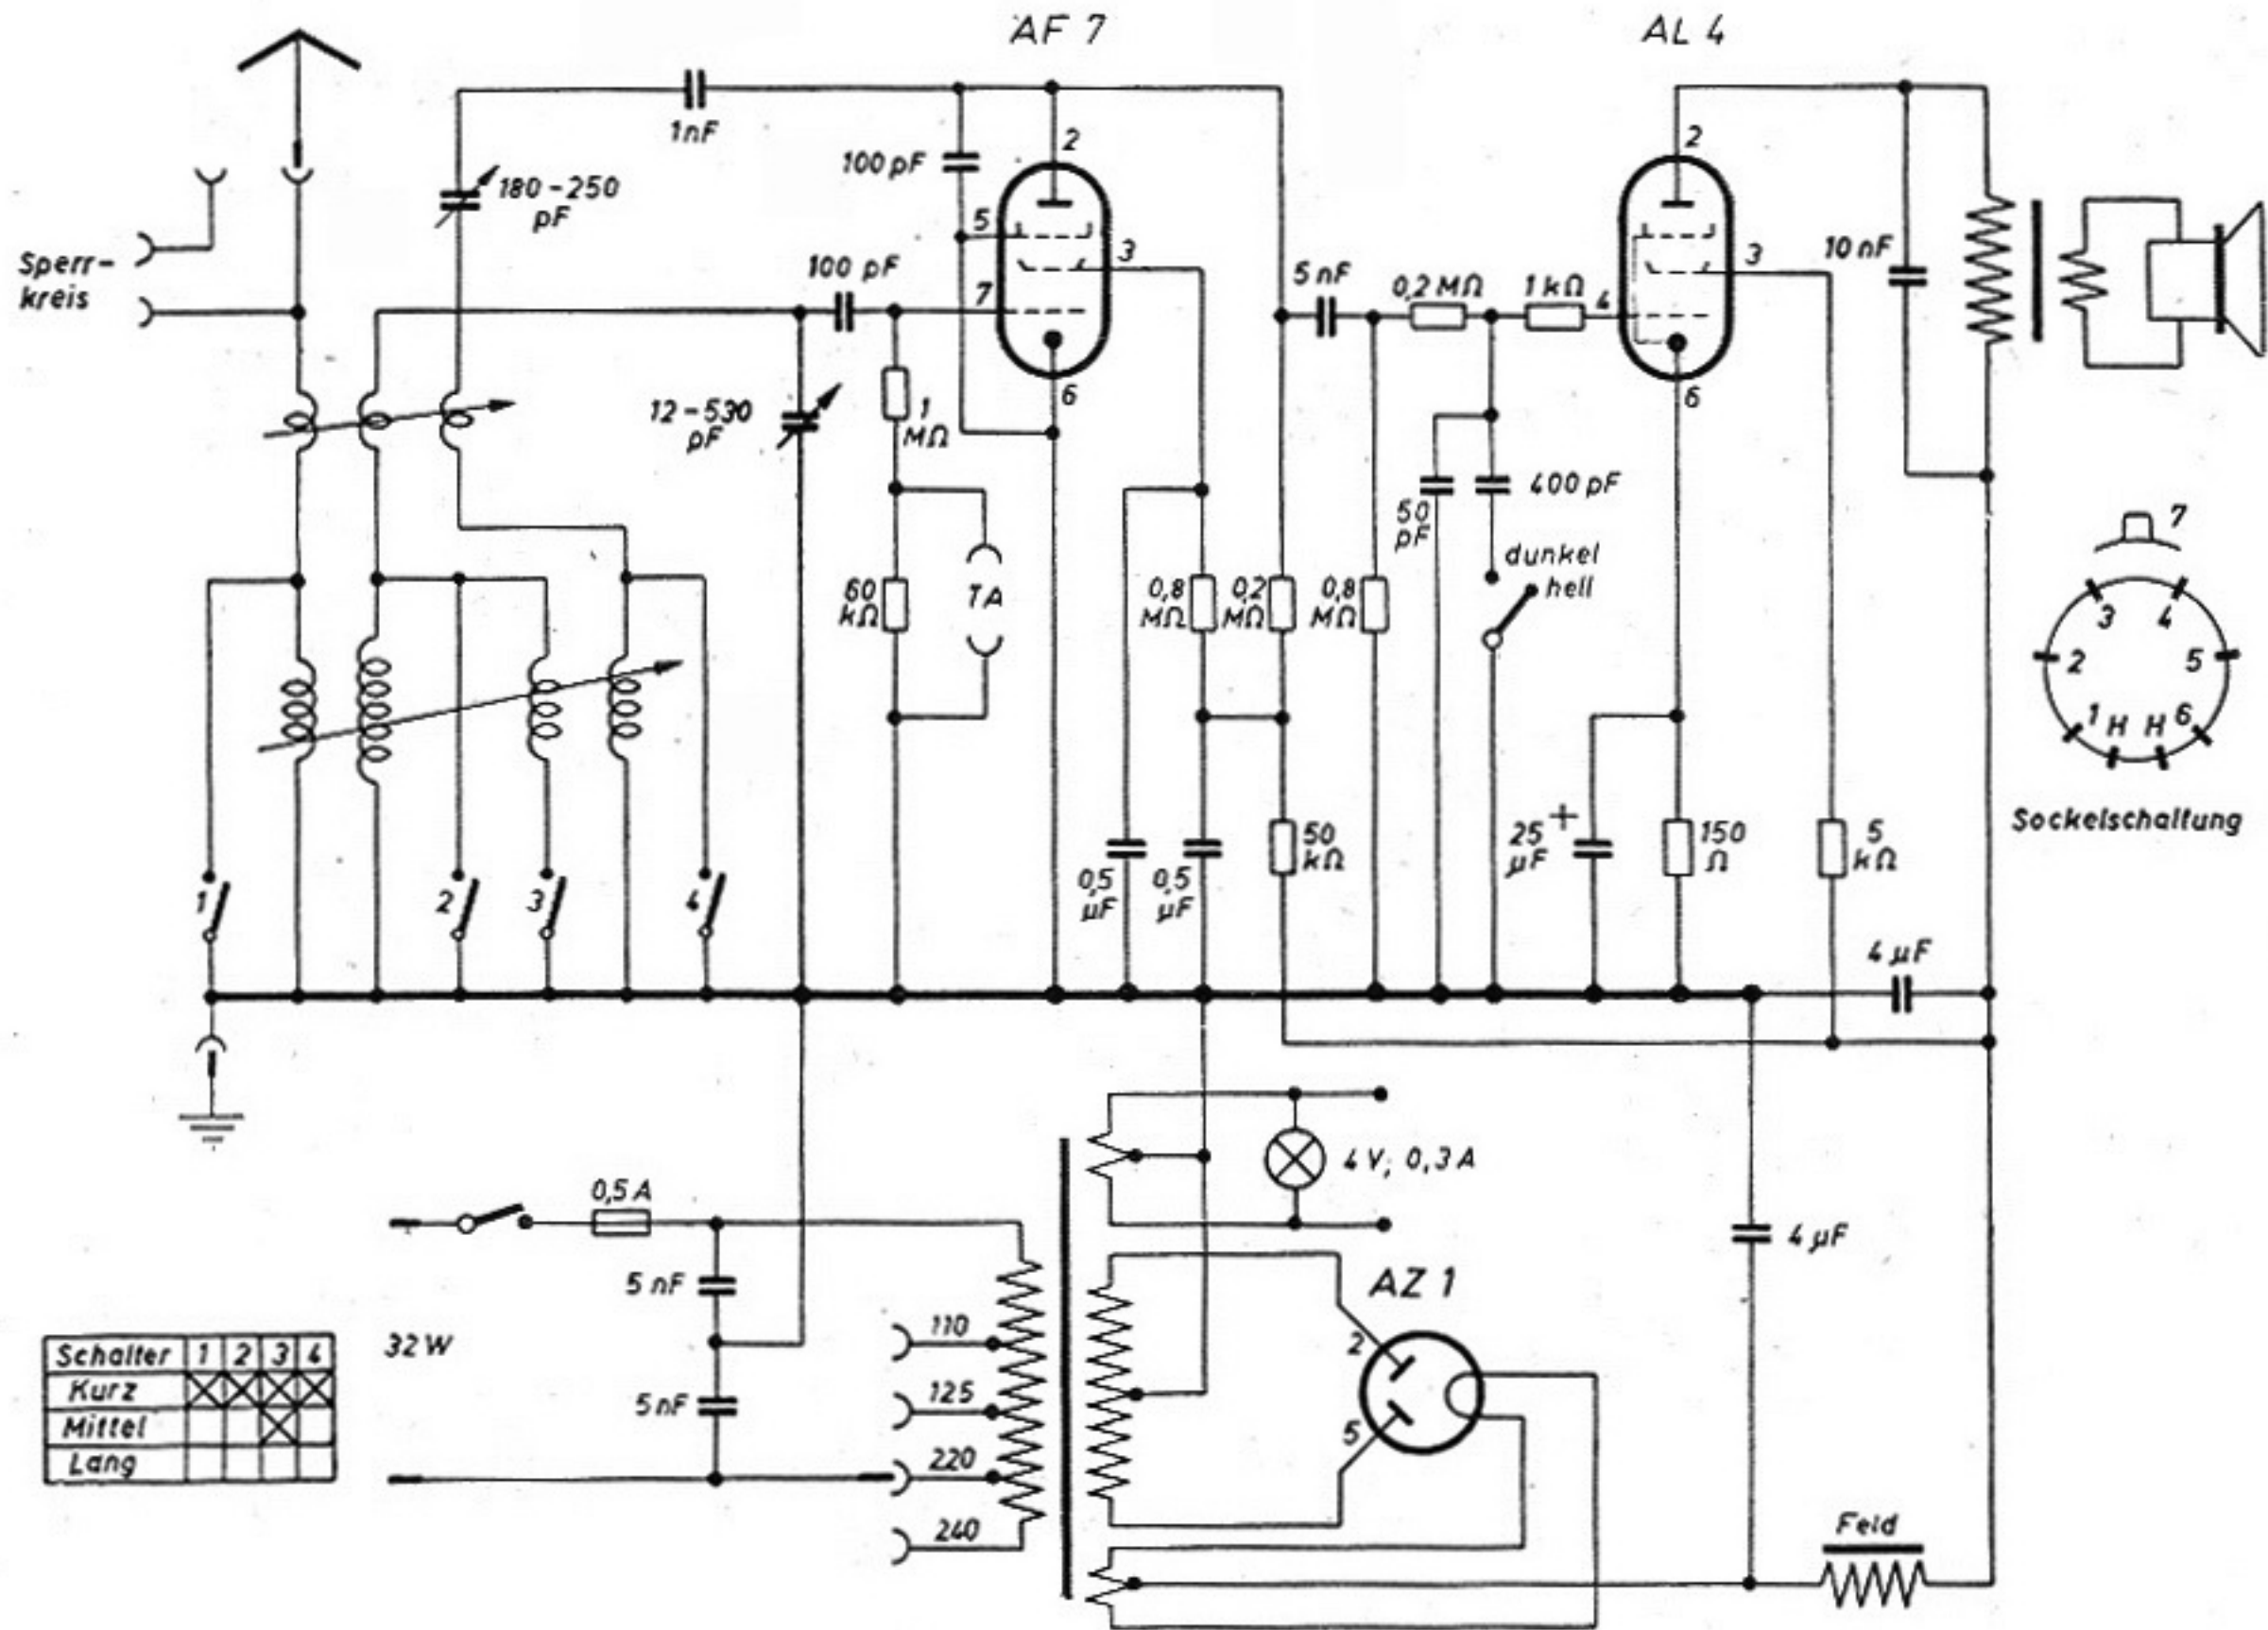 AF 7
AL 4
1nF
100 pF
180-250
pF
2
5
3
7
6
Sperr-
kreis
100 pF
12-530
pF
1
MΩ
60
kΩ
TA
5 nF
0,2 MΩ
1 kΩ
2
3
4
6
10 nF
50
pF
400 pF
dunkel
hell
0,8
MΩ
0,2
MΩ
0,8
MΩ
0,5
µF
0,5
µF
50
kΩ
25
µF
+
150
Ω
5
kΩ
7
3
4
2
5
1 H H 6
Sockelschaltung
1
2
3
4
4 µF
4 V; 0,3 A
0,5 A
5 nF
5 nF
32 W
110
125
220
240
AZ 1
2
5
4 µF
Feld
Schalter 1 2 3 4
Kurz X X X X
Mittel X
Lang